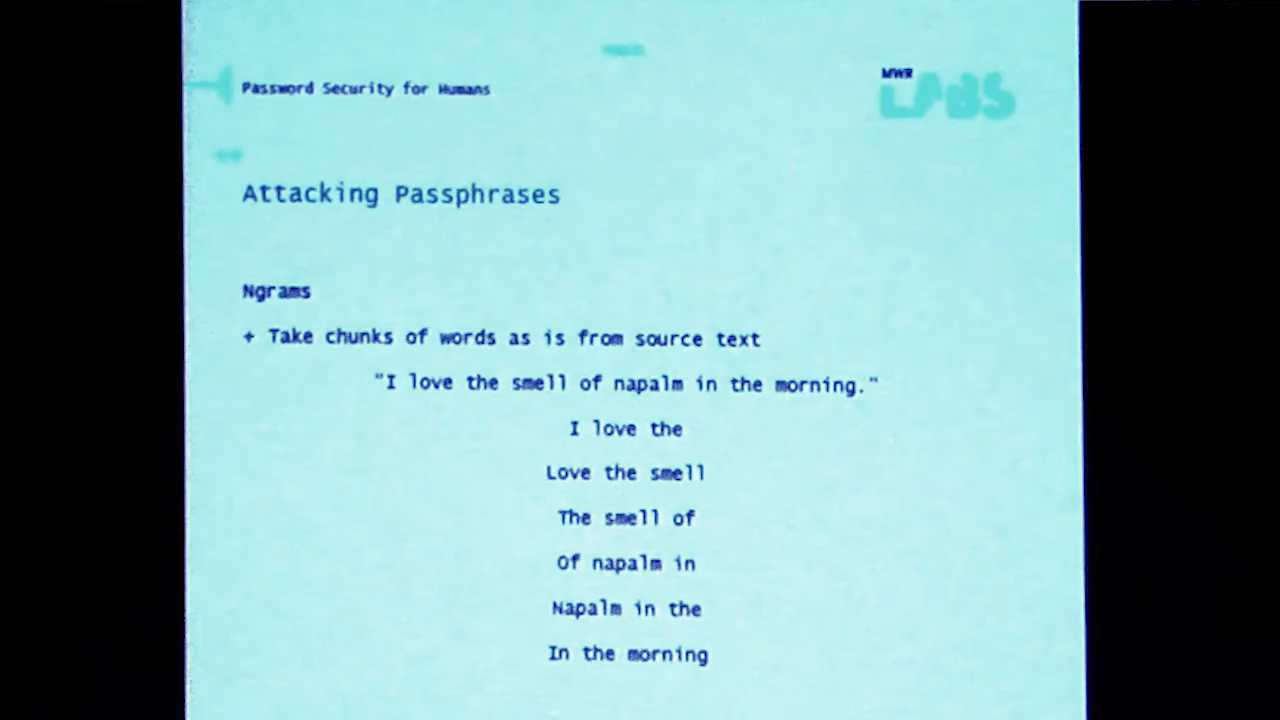 Password Security for Humans
MWR
LABS
Attacking Passphrases
Ngrams
+ Take chunks of words as is from source text
"I love the smell of napalm in the morning."
I love the
Love the smell
The smell of
Of napalm in
Napalm in the
In the morning